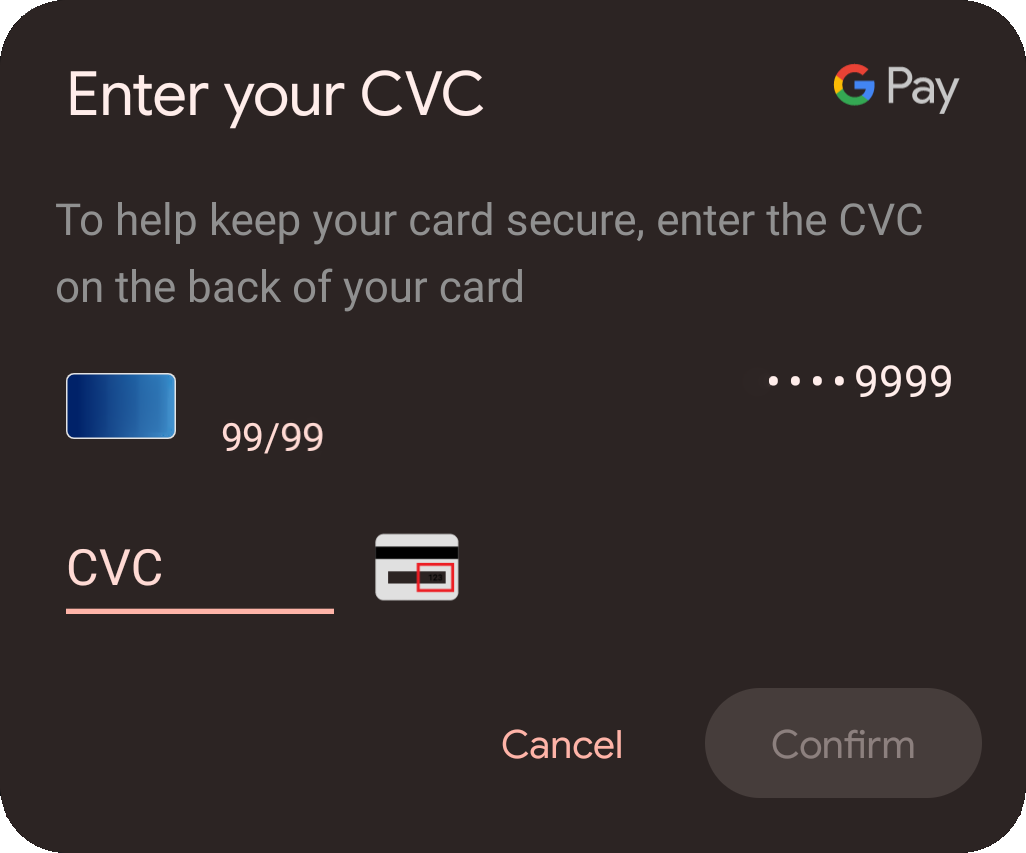 Enter your CVC
G Pay
To help keep your card secure, enter the CVC
on the back of your card
••••9999
99/99
CVC
123
Cancel
Confirm